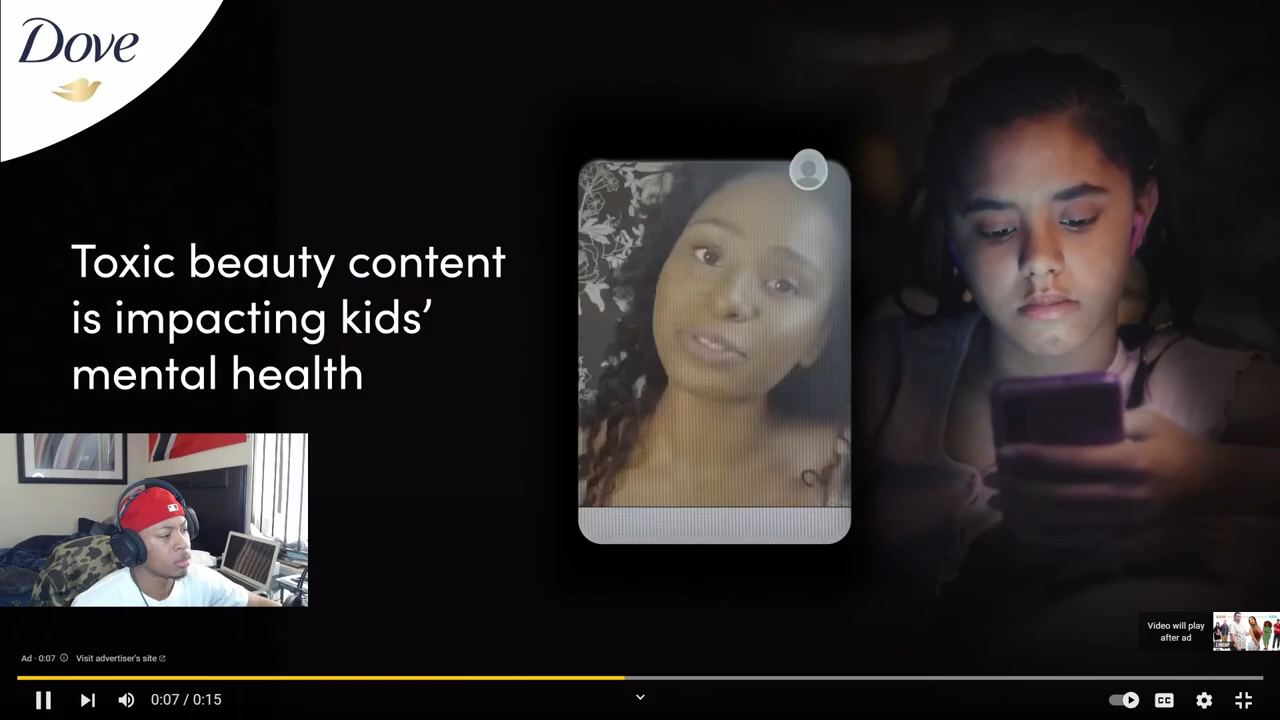 Dove
Toxic beauty content
is impacting kids'
mental health
Video will play
after ad
Ad · 0:07
Visit advertiser's site
0:07 / 0:15
CC